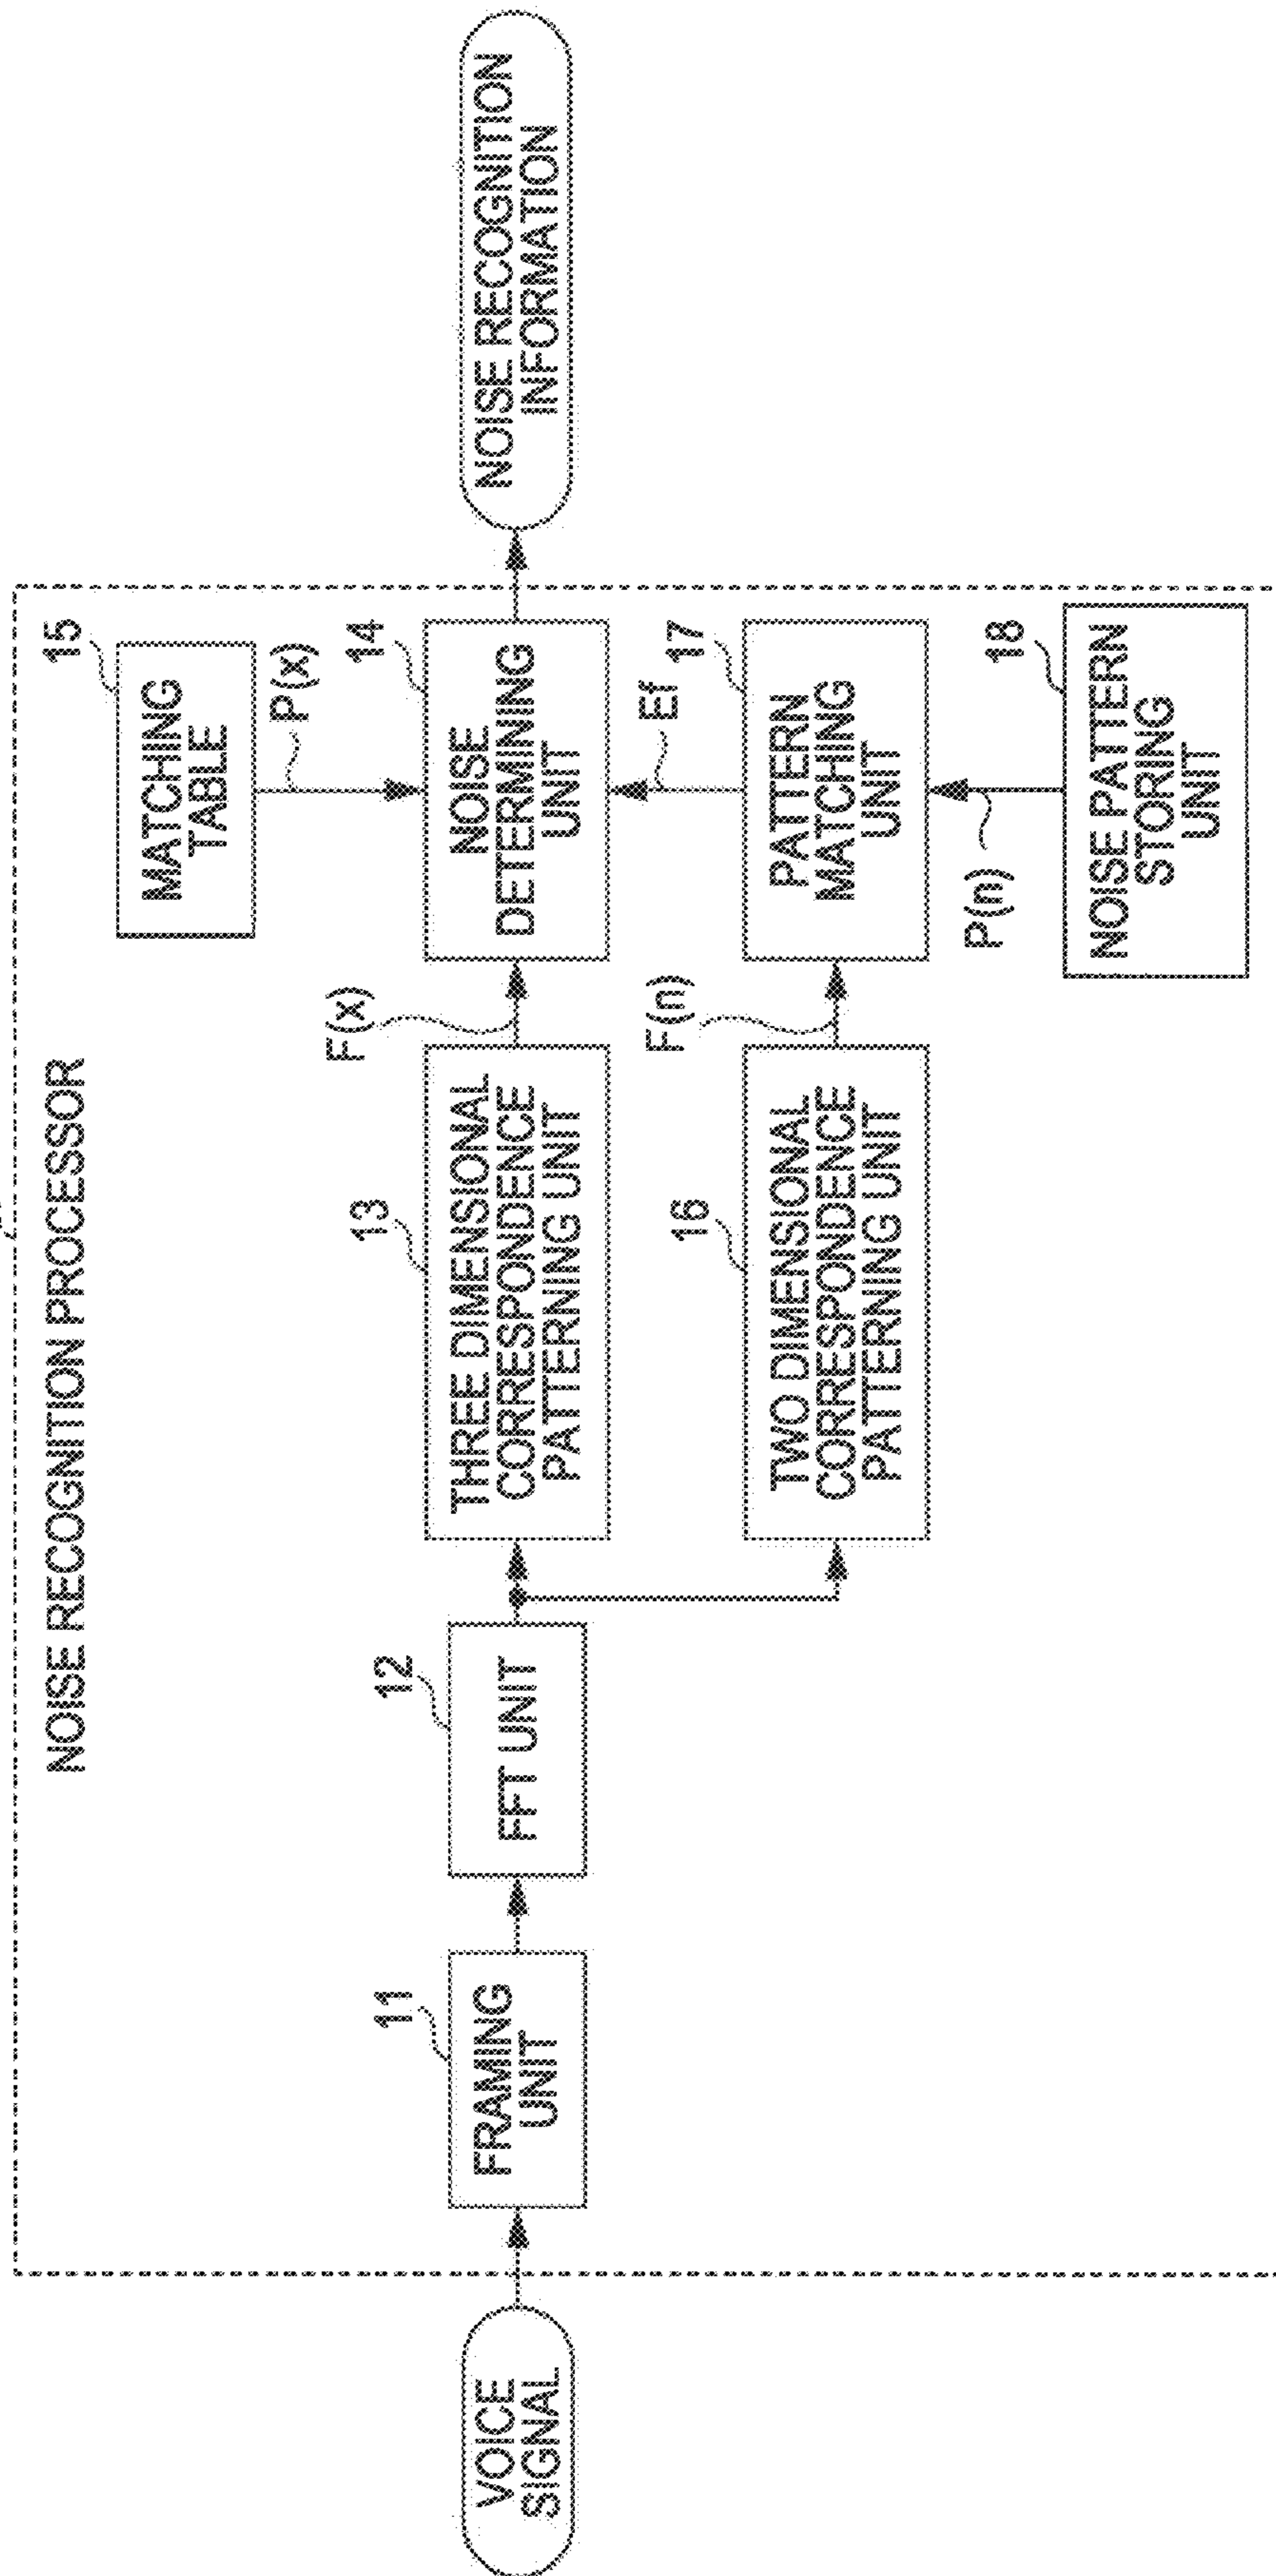 NOISE RECOGNITION PROCESSOR
VOICE
SIGNAL
11
FRAMING
UNIT
12
FFT UNIT
13
THREE DIMENSIONAL
CORRESPONDENCE
PATTERNING UNIT
F(x)
15
MATCHING
TABLE
P(x)
14
NOISE
DETERMINING
UNIT
NOISE RECOGNITION
INFORMATION
16
TWO DIMENSIONAL
CORRESPONDENCE
PATTERNING UNIT
F(n)
Ef
17
PATTERN
MATCHING
UNIT
P(n)
18
NOISE PATTERN
STORING
UNIT